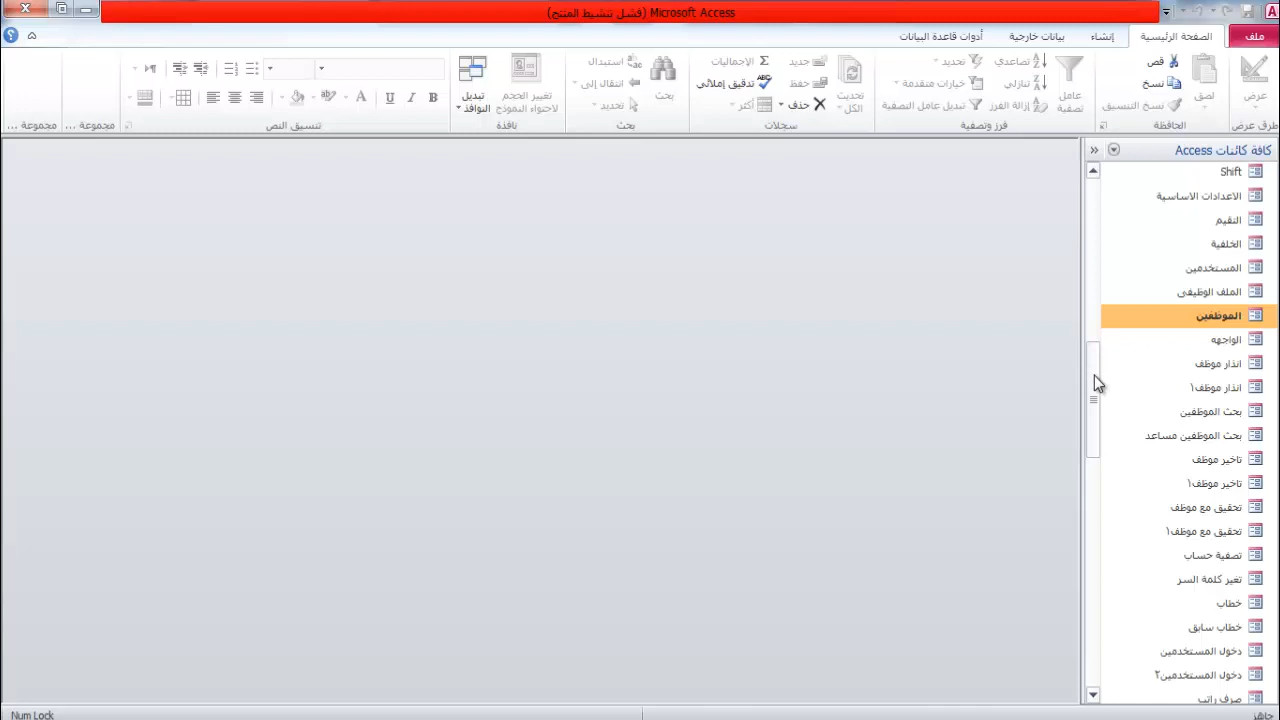 Microsoft Access (فشل تنشيط المنتج)
ملف
الصفحة الرئيسية
إنشاء
بيانات خارجية
أدوات قاعدة البيانات
عرض
طرق عرض
لصق
قص
نسخ
نسخ التنسيق
الحافظة
عامل تصفية
تصاعدي
تنازلي
إزالة الفرز
تحديد
خيارات متقدمة
تبديل عامل التصفية
فرز وتصفية
تحديث الكل
جديد
حفظ
حذف
الإجماليات
تدقيق إملائي
أكثر
سجلات
بحث
استبدال
انتقال إلى
تحديد
بحث
تغيير الحجم لاحتواء النموذج
تبديل النوافذ
نافذة
تنسيق النص
مجموعة ...
مجموعة ...
كافة كائنات Access
Shift
الاعدادات الاساسية
التقيم
الخلفية
المستخدمين
الملف الوظيفى
الموظفين
الواجهه
انذار موظف
انذار موظف١
بحث الموظفين
بحث الموظفين مساعد
تاخير موظف
تاخير موظف١
تحقيق مع موظف
تحقيق مع موظف١
تصفية حساب
تغير كلمة السر
خطاب
خطاب سابق
دخول المستخدمين
دخول المستخدمين٢
صرف راتب
جاهز
Num Lock